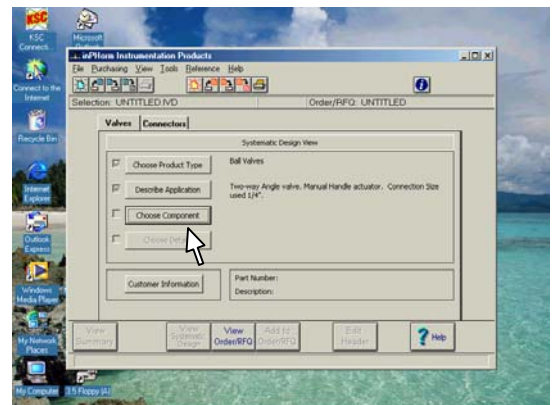 KSC
KSC
Connecti...
Microsoft
Outlook
Connect to the
Internet
Recycle Bin
Internet
Explorer
Outlook
Express
Windows
Media Player
My Network
Places
My Computer
3.5 Floppy (A)
inPHorm Instrumentation Products
File Purchasing View Tools Reference Help
Selection: UNTITLED.IVD Order/RFQ: UNTITLED
Valves Connectors
Systematic Design View
Choose Product Type Ball Valves
Describe Application Two-way Angle valve. Manual Handle actuator. Connection Size
used 1/4".
Choose Component
Choose
Customer Information Part Number:
Description:
View
Summary
View
Systematic
Design
View
Order/RFQ
Add to
Order/RFQ
Edit
Header
? Help